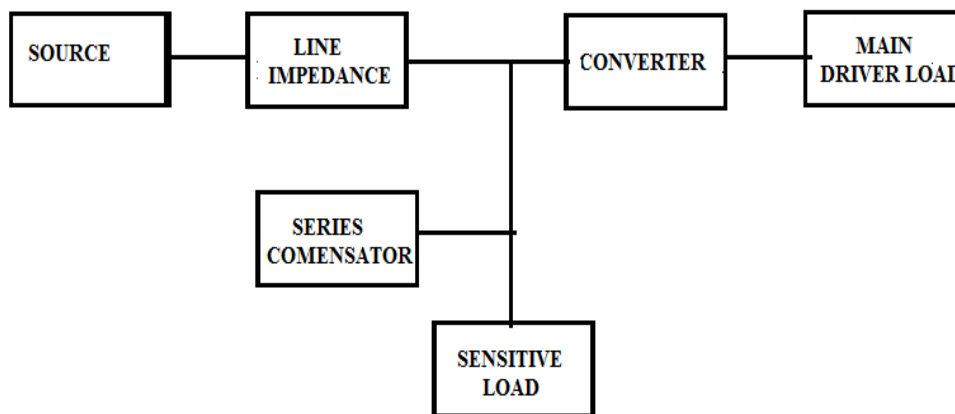 SOURCE
LINE
IMPEDANCE
CONVERTER
MAIN
DRIVER LOAD
SERIES
COMENSATOR
SENSITIVE
LOAD